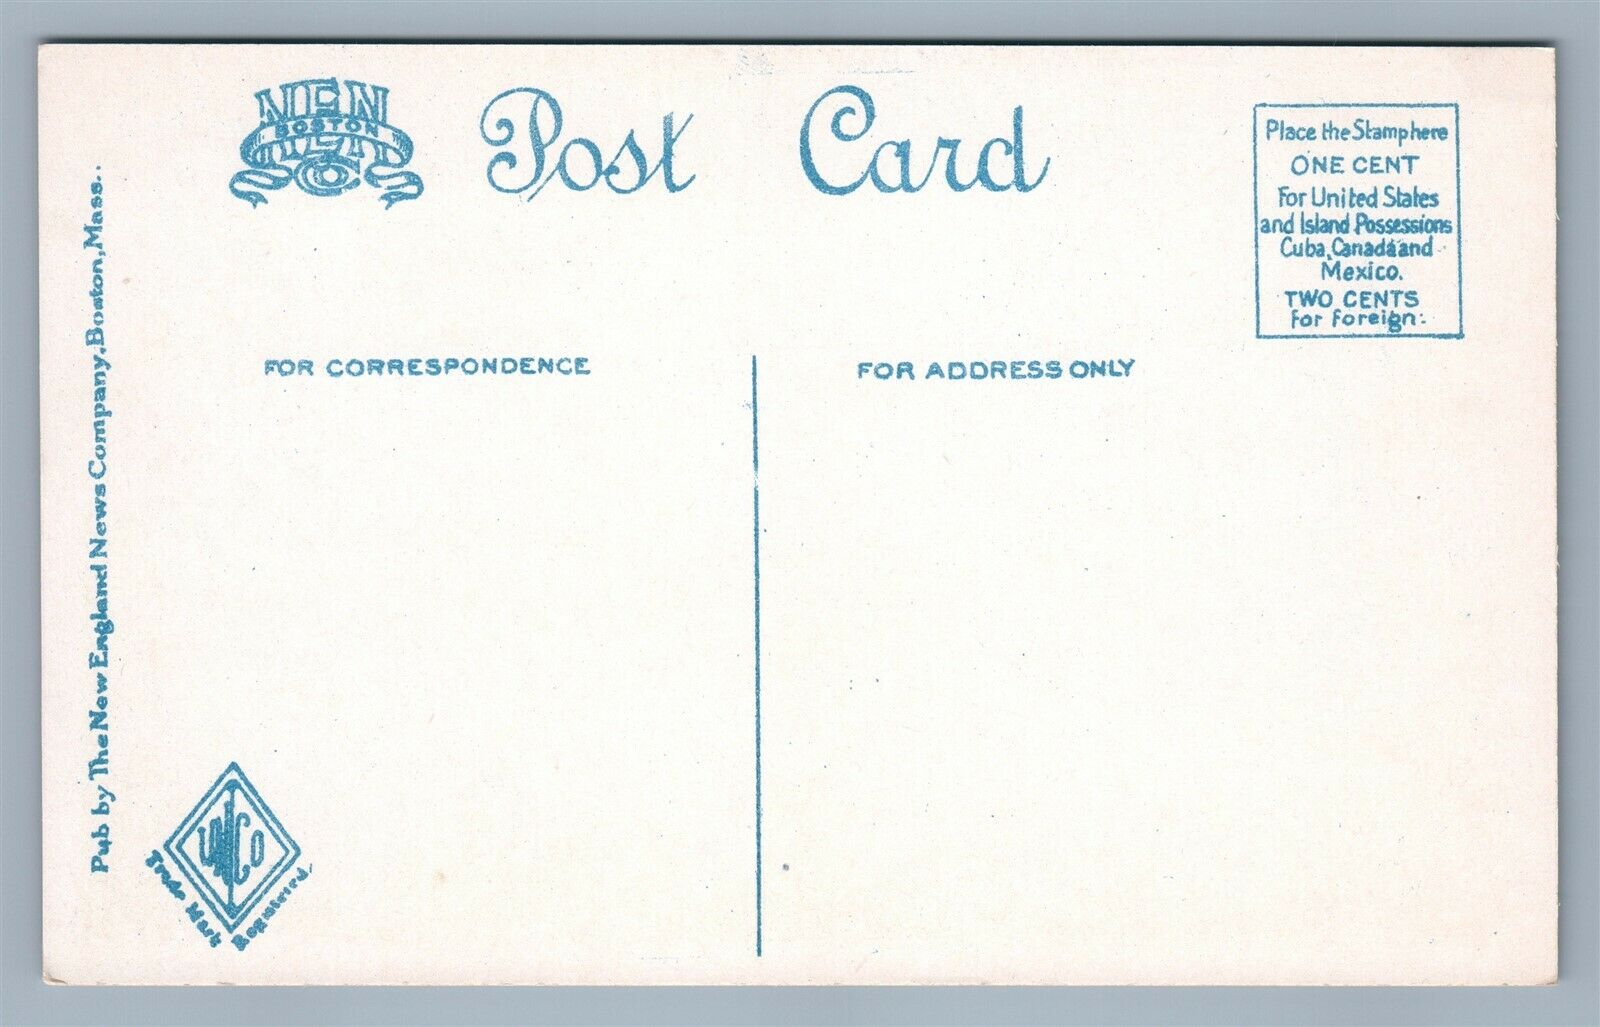 BOSTON
Post Card
Place the Stamp here
ONE CENT
For United States
and Island Possessions
Cuba, Canada and
Mexico.
TWO CENTS
for foreign.
FOR CORRESPONDENCE
FOR ADDRESS ONLY
Pub by The New England News Company, Boston, Mass..
Trade Mark Registered.